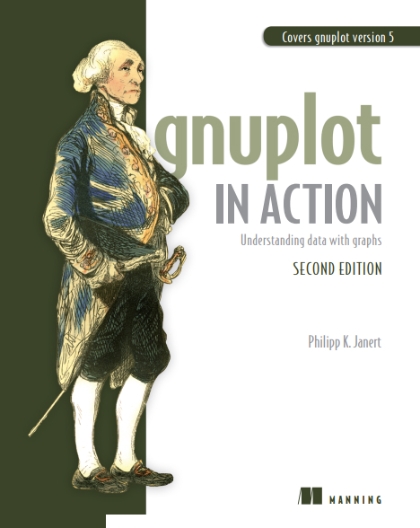 Covers gnuplot version 5
gnuplot
IN ACTION
Understanding data with graphs
SECOND EDITION
Philipp K. Janert
MANNING